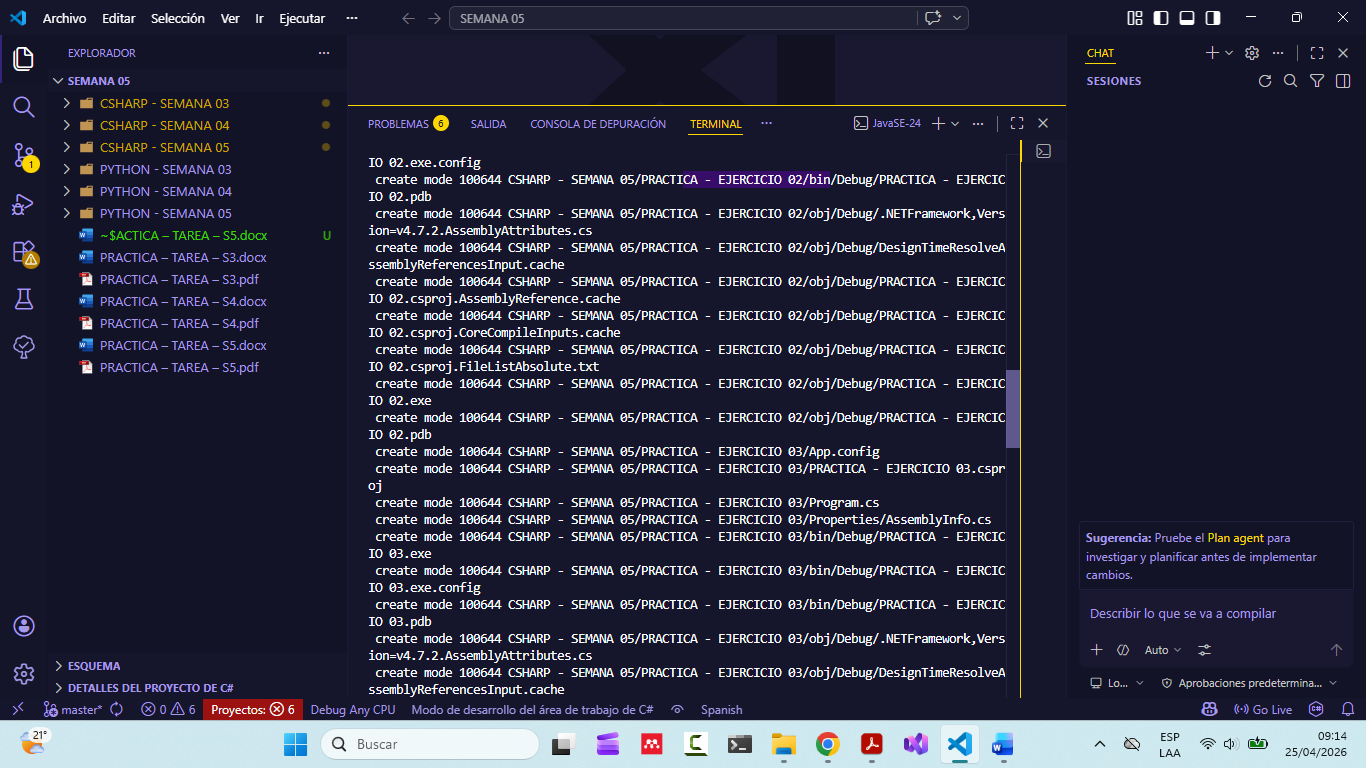 Archivo Editar Selección Ver Ir Ejecutar ···
SEMANA 05
EXPLORADOR
SEMANA 05
CSHARP - SEMANA 03
CSHARP - SEMANA 04
CSHARP - SEMANA 05
PYTHON - SEMANA 03
PYTHON - SEMANA 04
PYTHON - SEMANA 05
~$ACTICA – TAREA – S5.docx U
PRACTICA – TAREA – S3.docx
PRACTICA – TAREA – S3.pdf
PRACTICA – TAREA – S4.docx
PRACTICA – TAREA – S4.pdf
PRACTICA – TAREA – S5.docx
PRACTICA – TAREA – S5.pdf
ESQUEMA
DETALLES DEL PROYECTO DE C#
1
PROBLEMAS 6 SALIDA CONSOLA DE DEPURACIÓN TERMINAL ··· JavaSE-24
IO 02.exe.config
create mode 100644 CSHARP - SEMANA 05/PRACTICA - EJERCICIO 02/bin/Debug/PRACTICA - EJERCIC
IO 02.pdb
create mode 100644 CSHARP - SEMANA 05/PRACTICA - EJERCICIO 02/obj/Debug/.NETFramework,Vers
ion=v4.7.2.AssemblyAttributes.cs
create mode 100644 CSHARP - SEMANA 05/PRACTICA - EJERCICIO 02/obj/Debug/DesignTimeResolveA
ssemblyReferencesInput.cache
create mode 100644 CSHARP - SEMANA 05/PRACTICA - EJERCICIO 02/obj/Debug/PRACTICA - EJERCIC
IO 02.csproj.AssemblyReference.cache
create mode 100644 CSHARP - SEMANA 05/PRACTICA - EJERCICIO 02/obj/Debug/PRACTICA - EJERCIC
IO 02.csproj.CoreCompileInputs.cache
create mode 100644 CSHARP - SEMANA 05/PRACTICA - EJERCICIO 02/obj/Debug/PRACTICA - EJERCIC
IO 02.csproj.FileListAbsolute.txt
create mode 100644 CSHARP - SEMANA 05/PRACTICA - EJERCICIO 02/obj/Debug/PRACTICA - EJERCIC
IO 02.exe
create mode 100644 CSHARP - SEMANA 05/PRACTICA - EJERCICIO 02/obj/Debug/PRACTICA - EJERCIC
IO 02.pdb
create mode 100644 CSHARP - SEMANA 05/PRACTICA - EJERCICIO 03/App.config
create mode 100644 CSHARP - SEMANA 05/PRACTICA - EJERCICIO 03/PRACTICA - EJERCICIO 03.cspr
oj
create mode 100644 CSHARP - SEMANA 05/PRACTICA - EJERCICIO 03/Program.cs
create mode 100644 CSHARP - SEMANA 05/PRACTICA - EJERCICIO 03/Properties/AssemblyInfo.cs
create mode 100644 CSHARP - SEMANA 05/PRACTICA - EJERCICIO 03/bin/Debug/PRACTICA - EJERCIC
IO 03.exe
create mode 100644 CSHARP - SEMANA 05/PRACTICA - EJERCICIO 03/bin/Debug/PRACTICA - EJERCIC
IO 03.exe.config
create mode 100644 CSHARP - SEMANA 05/PRACTICA - EJERCICIO 03/bin/Debug/PRACTICA - EJERCIC
IO 03.pdb
create mode 100644 CSHARP - SEMANA 05/PRACTICA - EJERCICIO 03/obj/Debug/.NETFramework,Vers
ion=v4.7.2.AssemblyAttributes.cs
create mode 100644 CSHARP - SEMANA 05/PRACTICA - EJERCICIO 03/obj/Debug/DesignTimeResolveA
ssemblyReferencesInput.cache
CHAT
SESIONES
Sugerencia: Pruebe el Plan agent para
investigar y planificar antes de implementar
cambios.
Describir lo que se va a compilar
Auto
Lo... Aprobaciones predetermina...
master* 0 6 Proyectos: 6 Debug Any CPU Modo de desarrollo del área de trabajo de C# Spanish Go Live
21°
Buscar
ESP
LAA
09:14
25/04/2026